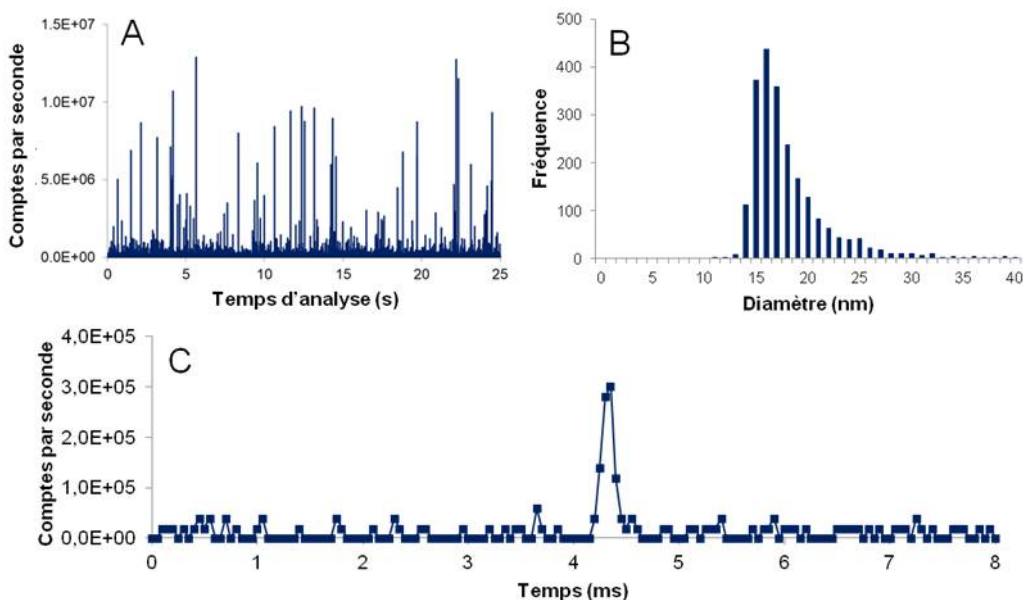 A
Comptes par seconde
1.5E+07
1.0E+07
5.0E+06
0.0E+00
0 5 10 15 20 25
Temps d'analyse (s)
B
Fréquence
500
400
300
200
100
0
0 5 10 15 20 25 30 35 40
Diamètre (nm)
C
Comptes par seconde
4,0E+05
3,0E+05
2,0E+05
1,0E+05
0,0E+00
0 1 2 3 4 5 6 7 8
Temps (ms)